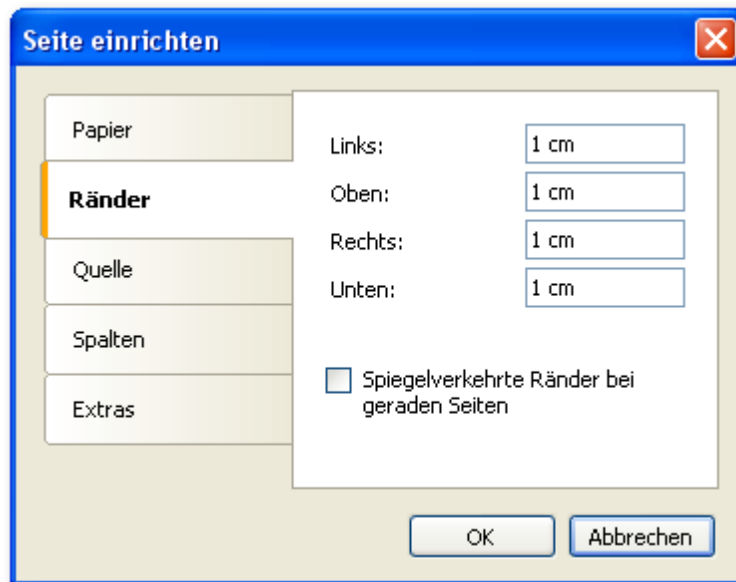 Seite einrichten
Papier
Ränder
Quelle
Spalten
Extras
Links: 1 cm
Oben: 1 cm
Rechts: 1 cm
Unten: 1 cm
Spiegelverkehrte Ränder bei
geraden Seiten
OK Abbrechen